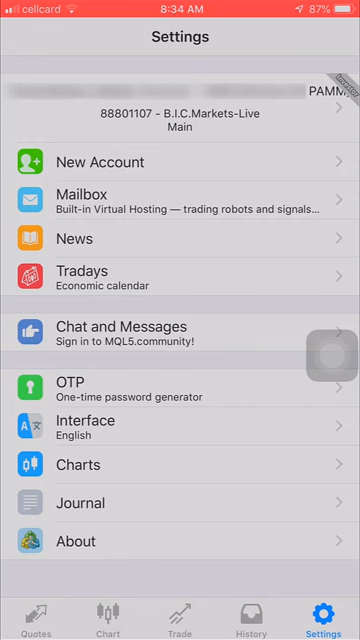 cellcard
8:34 AM
87%
Settings
Investor
PAMM
88801107 - B.I.C.Markets-Live
Main
New Account
Mailbox
Built-in Virtual Hosting — trading robots and signals...
News
Tradays
Economic calendar
Chat and Messages
Sign in to MQL5.community!
OTP
One-time password generator
Interface
English
Charts
Journal
About
Quotes
Chart
Trade
History
Settings